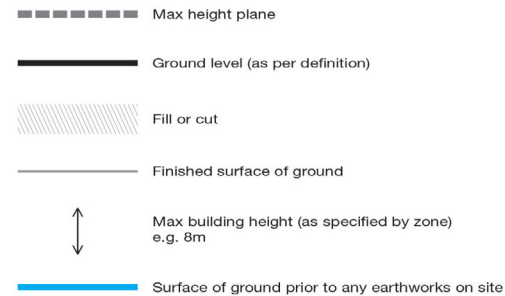 Max height plane
Ground level (as per definition)
Fill or cut
Finished surface of ground
Max building height (as specified by zone)
e.g. 8m
Surface of ground prior to any earthworks on site